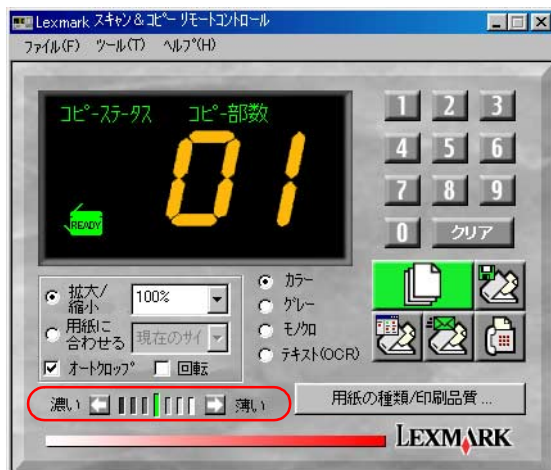 Lexmark スキャン&コピー リモートコントロール
ファイル(F) ツール(T) ヘルプ(H)
コピーステータス コピー部数
01
READY
1 2 3
4 5 6
7 8 9
0 クリア
拡大/
縮小
100%
用紙に
合わせる
現在のサイ
オートクロップ 回転
カラー
グレー
モノクロ
テキスト(OCR)
濃い 薄い
用紙の種類/印刷品質 ...
LEXMARK